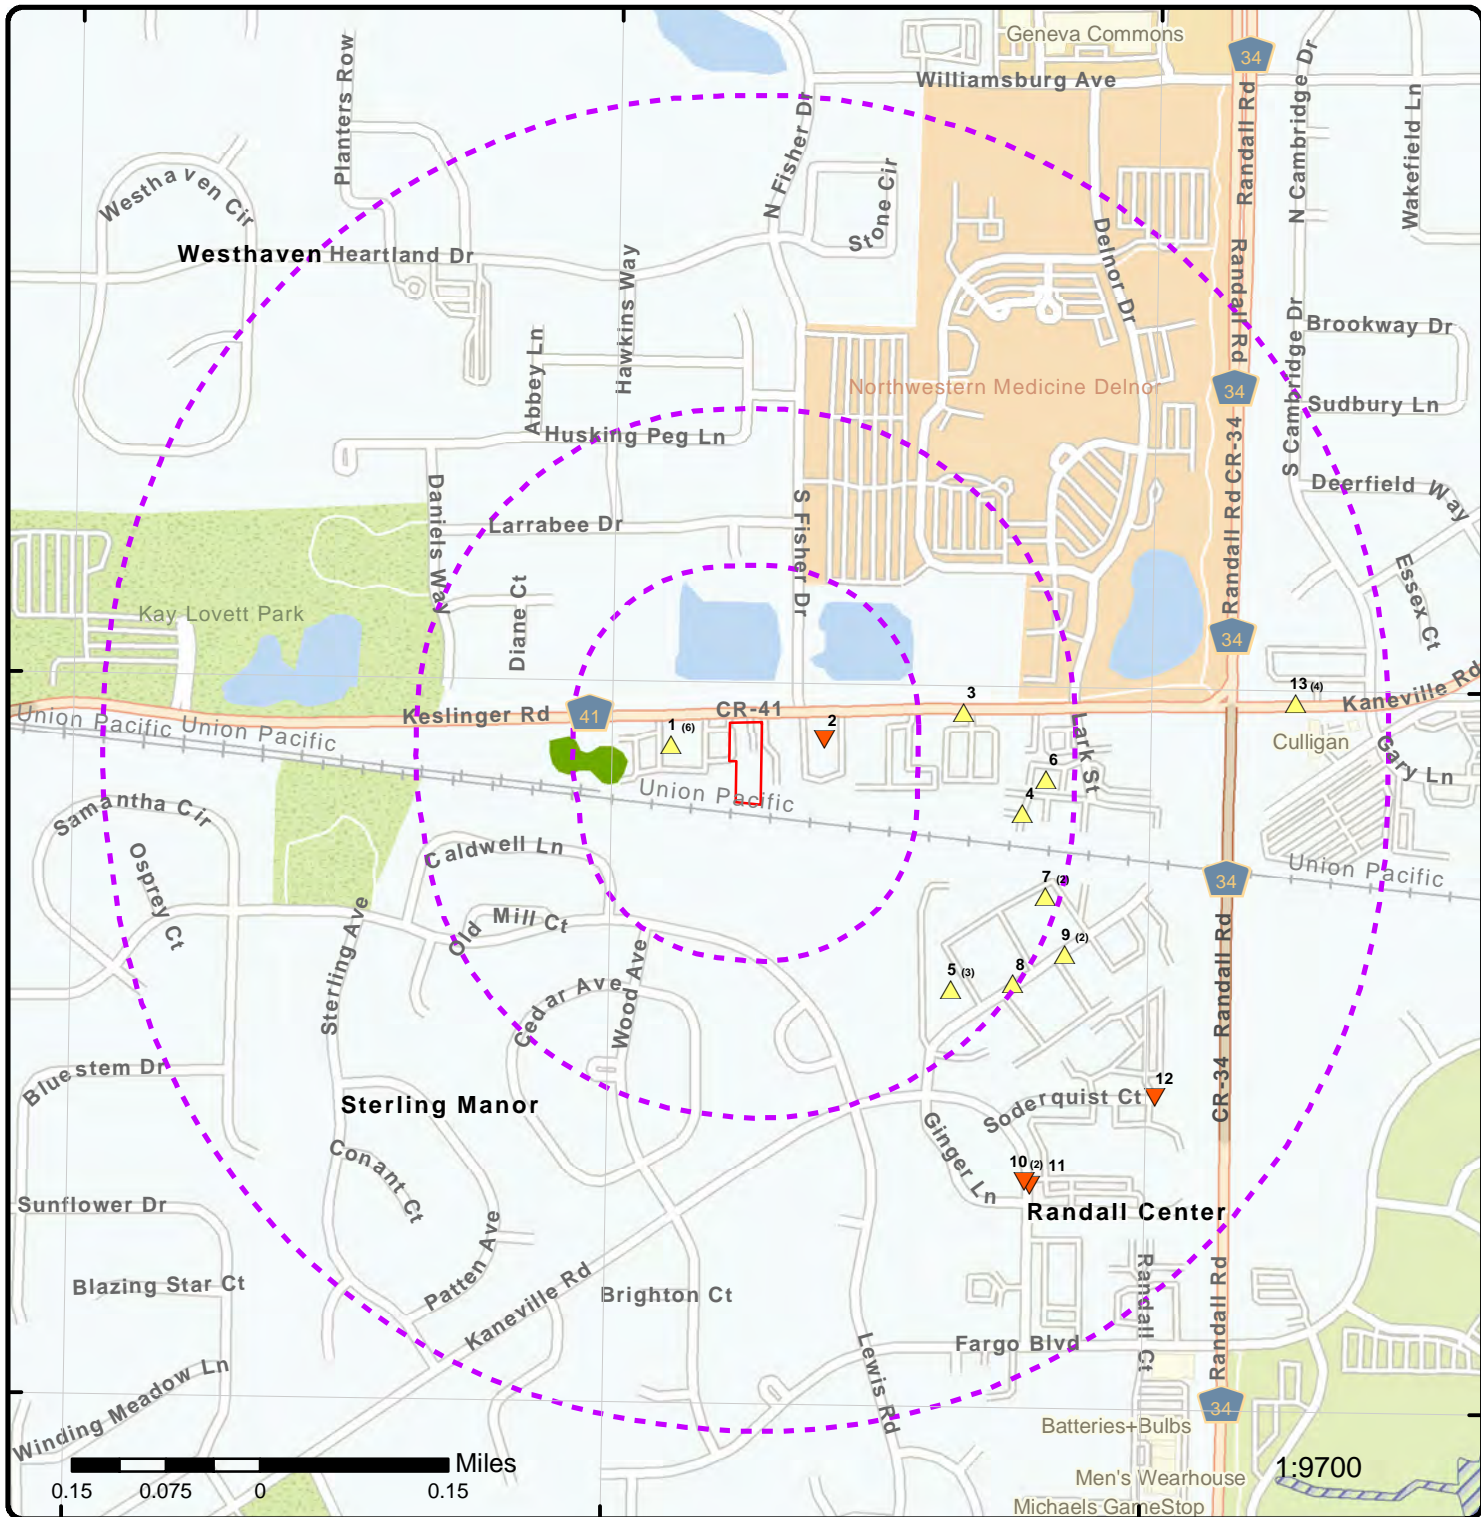 Geneva Commons
34
Williamsburg Ave
Planters Row
N Fisher Dr
Randall Rd
N Cambridge Dr
Wakefield Ln
Westhaven Cir
Stone Cir
Delnor Dr
Westhaven
Heartland Dr
Hawkins Way
Randall Rd
S Cambridge Dr
Brookway Dr
Abbey Ln
Northwestern Medicine Delnor
34
Sudbury Ln
Husking Peg Ln
CR-34
Deerfield Way
Daniels Way
Larrabee Dr
S Fisher Dr
Randall Rd
Essex Ct
Kay Lovett Park
Diane Ct
34
13 (4)
Kaneville Rd
3
Keslinger Rd
41
CR-41
Union Pacific
Union Pacific
1 (6)
2
Lark St
Culligan
Gary Ln
6
4
Union Pacific
Samantha Cir
Caldwell Ln
Union Pacific
34
Osprey Ct
7 (2)
Old Mill Ct
Sterling Ave
9 (2)
Wood Ave
5 (3)
8
Cedar Ave
Randall Rd
Bluestem Dr
12
Sterling Manor
Soderquist Ct
CR-34
Ginger Ln
Conant Ct
10 (2)
11
Sunflower Dr
Randall Center
Patten Ave
Blazing Star Ct
Kaneville Rd
Brighton Ct
Randall Ct
Randall Rd
Fargo Blvd
Lewis Rd
Winding Meadow Ln
34
Batteries+Bulbs
Miles
1:9700
Men's Wearhouse
0.15
0.075
0
0.15
Michaels GameStop